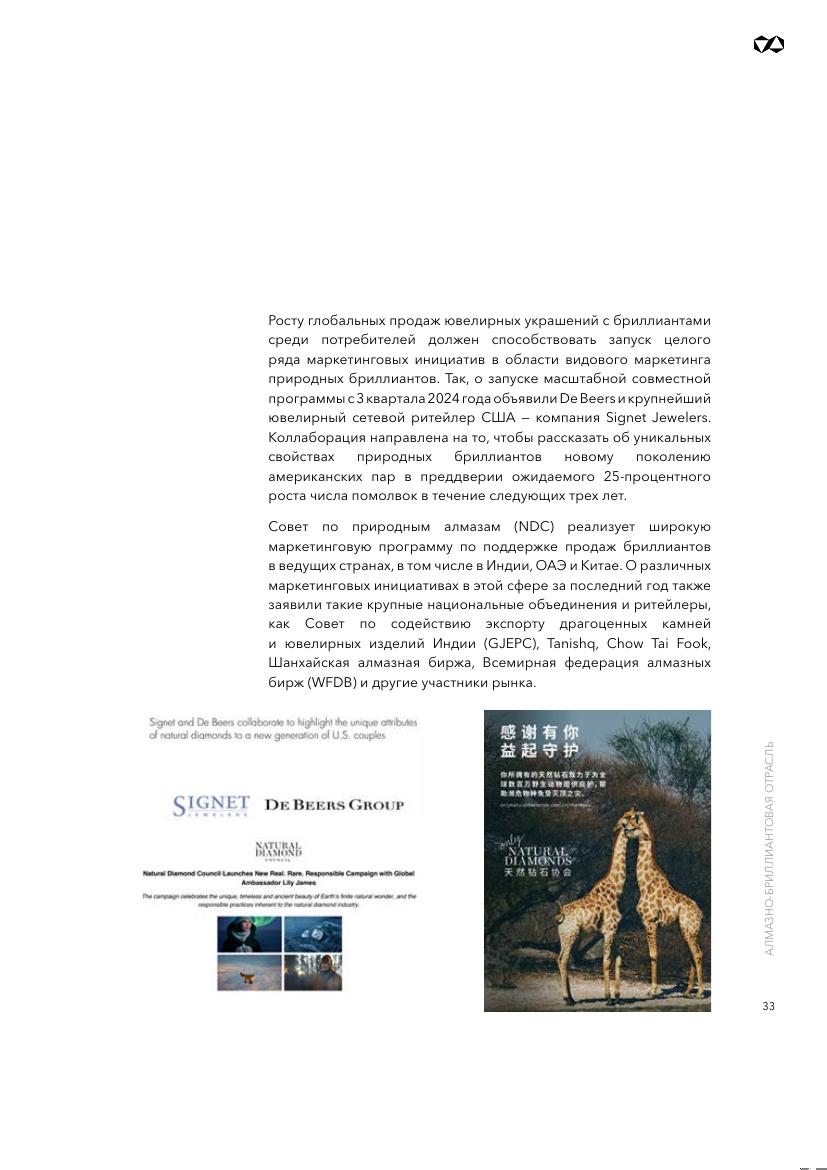 Росту глобальных продаж ювелирных украшений с бриллиантами
среди потребителей должен способствовать запуск целого
ряда маркетинговых инициатив в области видового маркетинга
природных бриллиантов. Так, о запуске масштабной совместной
программы с 3 квартала 2024 года объявили De Beers и крупнейший
ювелирный сетевой ритейлер США — компания Signet Jewelers.
Коллаборация направлена на то, чтобы рассказать об уникальных
свойствах природных бриллиантов новому поколению
американских пар в преддверии ожидаемого 25-процентного
роста числа помолвок в течение следующих трех лет.
Совет по природным алмазам (NDC) реализует широкую
маркетинговую программу по поддержке продаж бриллиантов
в ведущих странах, в том числе в Индии, ОАЭ и Китае. О различных
маркетинговых инициативах в этой сфере за последний год также
заявили такие крупные национальные объединения и ритейлеры,
как Совет по содействию экспорту драгоценных камней
и ювелирных изделий Индии (GJEPC), Tanishq, Chow Tai Fook,
Шанхайская алмазная биржа, Всемирная федерация алмазных
бирж (WFDB) и другие участники рынка.
Signet and De Beers collaborate to highlight the unique attributes
of natural diamonds to a new generation of U.S. couples
SIGNET
JEWELERS
DE BEERS GROUP
NATURAL
DIAMOND
COUNCIL
Natural Diamond Council Launches New Real. Rare. Responsible Campaign with Global
Ambassador Lily James
The campaign celebrates the unique, timeless and ancient beauty of Earth's finite natural wonder, and the
responsible practices inherent to the natural diamond industry.
感谢有你
益起守护
你所拥有的天然钻石致力于为全
球数百万野生动物提供庇护,帮
助濒危物种免受灭顶之灾。
only
NATURAL
DIAMONDS
天然钻石协会
АЛМАЗНО-БРИЛЛИАНТОВАЯ ОТРАСЛЬ
33